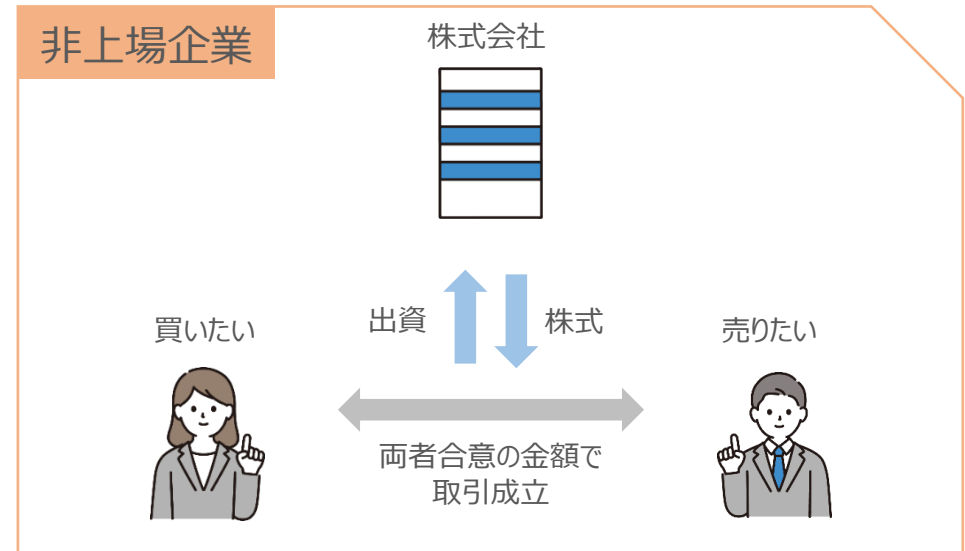 非上場企業
株式会社
出資
株式
買いたい
売りたい
両者合意の金額で
取引成立